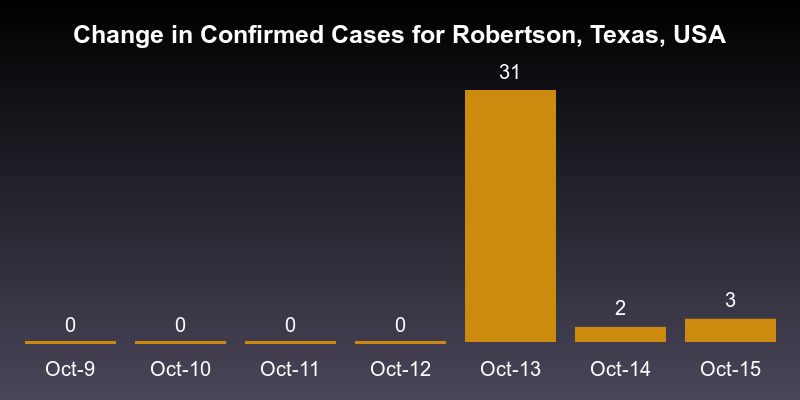 Change in Confirmed Cases for Robertson, Texas, USA
31
0 0 0 0 2 3
Oct-9 Oct-10 Oct-11 Oct-12 Oct-13 Oct-14 Oct-15